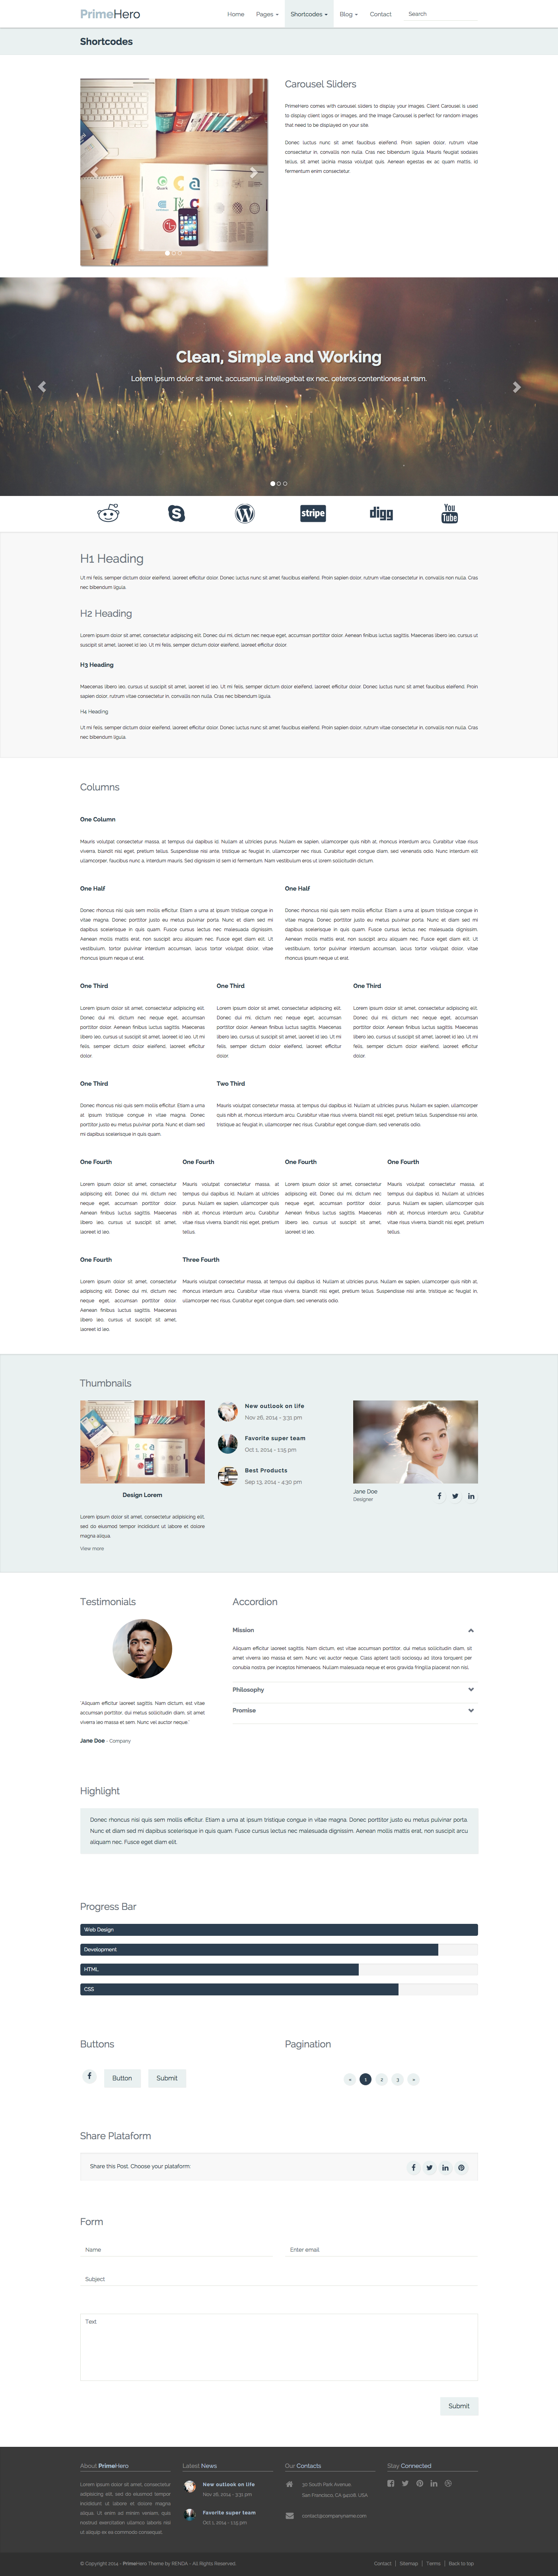 PrimeHero
Home Pages Shortcodes Blog Contact Search
Shortcodes
Carousel Sliders
PrimeHero comes with carousel sliders to display your images. Client Carousel is used
to display client logos or images, and the Image Carousel is perfect for random images
that need to be displayed on your site.
Donec luctus nunc sit amet faucibus eleifend. Proin sapien dolor, rutrum vitae
consectetur in, convallis non nulla. Cras nec bibendum ligula. Mauris feugiat sodales
tellus, sit amet lacinia massa volutpat quis. Aenean egestas ex ac quam mattis, id
fermentum enim consectetur.
Clean, Simple and Working
Lorem ipsum dolor sit amet, accusamus intellegebat ex nec, ceteros contentiones at nam.
stripe
digg
You
Tube
H1 Heading
Ut mi felis, semper dictum dolor eleifend, laoreet efficitur dolor. Donec luctus nunc sit amet faucibus eleifend. Proin sapien dolor, rutrum vitae consectetur in, convallis non nulla. Cras
nec bibendum ligula.
H2 Heading
Lorem ipsum dolor sit amet, consectetur adipiscing elit. Donec dui mi, dictum nec neque eget, accumsan porttitor dolor. Aenean finibus luctus sagittis. Maecenas libero leo, cursus ut
suscipit sit amet, laoreet id leo. Ut mi felis, semper dictum dolor eleifend, laoreet efficitur dolor.
H3 Heading
Maecenas libero leo, cursus ut suscipit sit amet, laoreet id leo. Ut mi felis, semper dictum dolor eleifend, laoreet efficitur dolor. Donec luctus nunc sit amet faucibus eleifend. Proin
sapien dolor, rutrum vitae consectetur in, convallis non nulla. Cras nec bibendum ligula.
H4 Heading
Ut mi felis, semper dictum dolor eleifend, laoreet efficitur dolor. Donec luctus nunc sit amet faucibus eleifend. Proin sapien dolor, rutrum vitae consectetur in, convallis non nulla. Cras
nec bibendum ligula.
Columns
One Column
Mauris volutpat consectetur massa, at tempus dui dapibus id. Nullam at ultricies purus. Nullam ex sapien, ullamcorper quis nibh at, rhoncus interdum arcu. Curabitur vitae risus
viverra, blandit nisl eget, pretium tellus. Suspendisse nisi ante, tristique ac feugiat in, ullamcorper nec risus. Curabitur eget congue diam, sed venenatis odio. Nunc interdum elit
ullamcorper, faucibus nunc a, interdum mauris. Sed dignissim id sem id fermentum. Nam vestibulum eros ut lorem sollicitudin dictum.
One Half
Donec rhoncus nisi quis sem mollis efficitur. Etiam a urna at ipsum tristique congue in
vitae magna. Donec porttitor justo eu metus pulvinar porta. Nunc et diam sed mi
dapibus scelerisque in quis quam. Fusce cursus lectus nec malesuada dignissim.
Aenean mollis mattis erat, non suscipit arcu aliquam nec. Fusce eget diam elit. Ut
vestibulum, tortor pulvinar interdum accumsan, lacus tortor volutpat dolor, vitae
rhoncus ipsum neque ut erat.
One Half
Donec rhoncus nisi quis sem mollis efficitur. Etiam a urna at ipsum tristique congue in
vitae magna. Donec porttitor justo eu metus pulvinar porta. Nunc et diam sed mi
dapibus scelerisque in quis quam. Fusce cursus lectus nec malesuada dignissim.
Aenean mollis mattis erat, non suscipit arcu aliquam nec. Fusce eget diam elit. Ut
vestibulum, tortor pulvinar interdum accumsan, lacus tortor volutpat dolor, vitae
rhoncus ipsum neque ut erat.
One Third
Lorem ipsum dolor sit amet, consectetur adipiscing elit.
Donec dui mi, dictum nec neque eget, accumsan
porttitor dolor. Aenean finibus luctus sagittis. Maecenas
libero leo, cursus ut suscipit sit amet, laoreet id leo. Ut mi
felis, semper dictum dolor eleifend, laoreet efficitur
dolor.
One Third
Lorem ipsum dolor sit amet, consectetur adipiscing elit.
Donec dui mi, dictum nec neque eget, accumsan
porttitor dolor. Aenean finibus luctus sagittis. Maecenas
libero leo, cursus ut suscipit sit amet, laoreet id leo. Ut mi
felis, semper dictum dolor eleifend, laoreet efficitur
dolor.
One Third
Lorem ipsum dolor sit amet, consectetur adipiscing elit.
Donec dui mi, dictum nec neque eget, accumsan
porttitor dolor. Aenean finibus luctus sagittis. Maecenas
libero leo, cursus ut suscipit sit amet, laoreet id leo. Ut mi
felis, semper dictum dolor eleifend, laoreet efficitur
dolor.
One Third
Donec rhoncus nisi quis sem mollis efficitur. Etiam a urna
at ipsum tristique congue in vitae magna. Donec
porttitor justo eu metus pulvinar porta. Nunc et diam sed
mi dapibus scelerisque in quis quam.
Two Third
Mauris volutpat consectetur massa, at tempus dui dapibus id. Nullam at ultricies purus. Nullam ex sapien, ullamcorper
quis nibh at, rhoncus interdum arcu. Curabitur vitae risus viverra, blandit nisl eget, pretium tellus. Suspendisse nisi ante,
tristique ac feugiat in, ullamcorper nec risus. Curabitur eget congue diam, sed venenatis odio.
One Fourth
Lorem ipsum dolor sit amet, consectetur
adipiscing elit. Donec dui mi, dictum nec
neque eget, accumsan porttitor dolor.
Aenean finibus luctus sagittis. Maecenas
libero leo, cursus ut suscipit sit amet,
laoreet id leo.
One Fourth
Mauris volutpat consectetur massa, at
tempus dui dapibus id. Nullam at ultricies
purus. Nullam ex sapien, ullamcorper quis
nibh at, rhoncus interdum arcu. Curabitur
vitae risus viverra, blandit nisl eget, pretium
tellus.
One Fourth
Lorem ipsum dolor sit amet, consectetur
adipiscing elit. Donec dui mi, dictum nec
neque eget, accumsan porttitor dolor.
Aenean finibus luctus sagittis. Maecenas
libero leo, cursus ut suscipit sit amet,
laoreet id leo.
One Fourth
Mauris volutpat consectetur massa, at
tempus dui dapibus id. Nullam at ultricies
purus. Nullam ex sapien, ullamcorper quis
nibh at, rhoncus interdum arcu. Curabitur
vitae risus viverra, blandit nisl eget, pretium
tellus.
One Fourth
Lorem ipsum dolor sit amet, consectetur
adipiscing elit. Donec dui mi, dictum nec
neque eget, accumsan porttitor dolor.
Aenean finibus luctus sagittis. Maecenas
libero leo, cursus ut suscipit sit amet,
laoreet id leo.
Three Fourth
Mauris volutpat consectetur massa, at tempus dui dapibus id. Nullam at ultricies purus. Nullam ex sapien, ullamcorper quis nibh at,
rhoncus interdum arcu. Curabitur vitae risus viverra, blandit nisl eget, pretium tellus. Suspendisse nisi ante, tristique ac feugiat in,
ullamcorper nec risus. Curabitur eget congue diam, sed venenatis odio.
Thumbnails
Design Lorem
Lorem ipsum dolor sit amet, consectetur adipiscing elit,
sed do eiusmod tempor incididunt ut labore et dolore
magna aliqua.
View more
New outlook on life
Nov 26, 2014 - 3:31 pm
Favorite super team
Oct 1, 2014 - 1:15 pm
Best Products
Sep 13, 2014 - 4:30 pm
Jane Doe
Designer
Testimonials
"Aliquam efficitur laoreet sagittis. Nam dictum, est vitae
accumsan porttitor, dui metus sollicitudin diam, sit amet
viverra leo massa et sem. Nunc vel auctor neque."
Jane Doe - Company
Accordion
Mission
Aliquam efficitur laoreet sagittis. Nam dictum, est vitae accumsan porttitor, dui metus sollicitudin diam, sit
amet viverra leo massa et sem. Nunc vel auctor neque. Class aptent taciti sociosqu ad litora torquent per
conubia nostra, per inceptos himenaeos. Nullam malesuada neque et eros gravida fringilla placerat non nisl.
Philosophy
Promise
Highlight
Donec rhoncus nisi quis sem mollis efficitur. Etiam a urna at ipsum tristique congue in vitae magna. Donec porttitor justo eu metus pulvinar porta.
Nunc et diam sed mi dapibus scelerisque in quis quam. Fusce cursus lectus nec malesuada dignissim. Aenean mollis mattis erat, non suscipit arcu
aliquam nec. Fusce eget diam elit.
Progress Bar
Web Design
Development
HTML
CSS
Buttons
Button Submit
Pagination
« 1 2 3 »
Share Plataform
Share this Post. Choose your plataform:
Form
Name Enter email
Subject
Text
Submit
About PrimeHero
Lorem ipsum dolor sit amet, consectetur
adipiscing elit, sed do eiusmod tempor
incididunt ut labore et dolore magna
aliqua. Ut enim ad minim veniam, quis
nostrud exercitation ullamco laboris nisi
ut aliquip ex ea commodo consequat.
Latest News
New outlook on life
Nov 26, 2014 - 3:31 pm
Favorite super team
Oct 1, 2014 - 1:15 pm
Our Contacts
30 South Park Avenue,
San Francisco, CA 94108, USA
contact@companyname.com
Stay Connected
© Copyright 2014 - PrimeHero Theme by RENDA - All Rights Reserved
Contact | Sitemap | Terms | Back to top